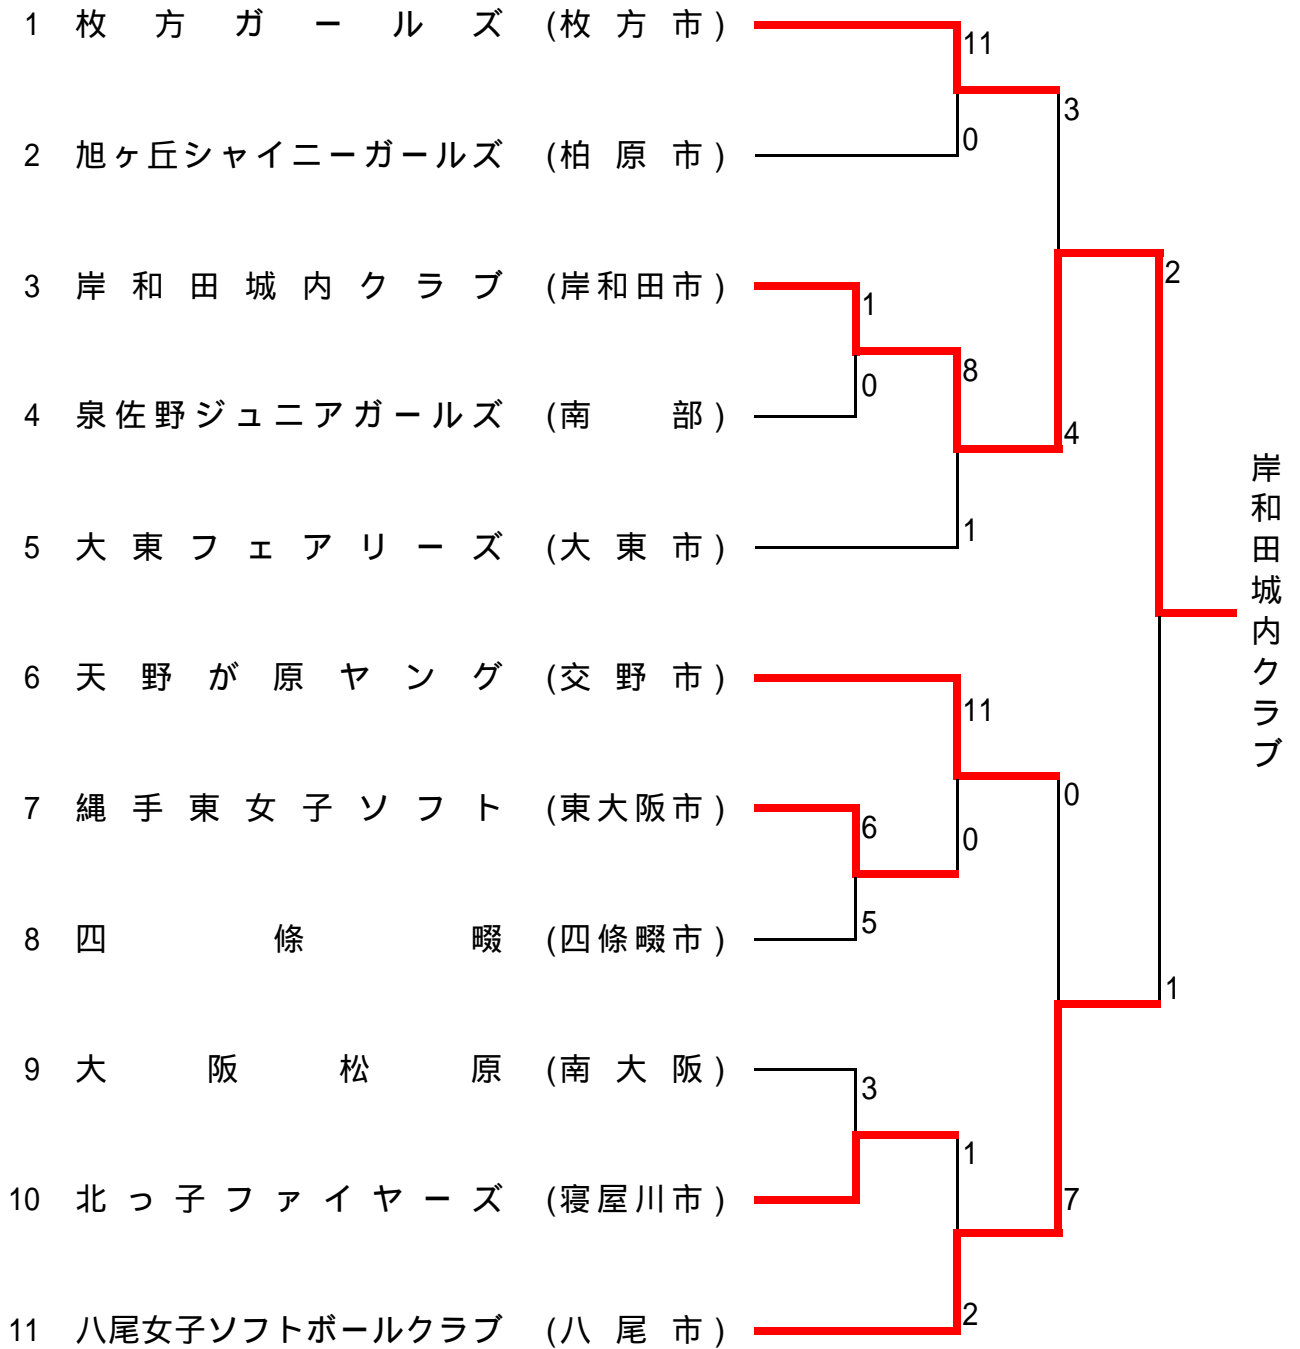 1 枚方ガールズ (枚方市) 11
3
2 旭ヶ丘シャイニーガールズ (柏原市) 0
2
3 岸和田城内クラブ (岸和田市) 1
8
4 泉佐野ジュニアガールズ (南部) 0
4
5 大東フェアリーズ (大東市) 1
岸和田城内クラブ
6 天野が原ヤング (交野市) 11
0
7 縄手東女子ソフト (東大阪市) 6
0
8 四條畷 (四條畷市) 5
1
9 大阪松原 (南大阪) 3
1
10 北っ子ファイヤーズ (寝屋川市) 7
11 八尾女子ソフトボールクラブ (八尾市) 2